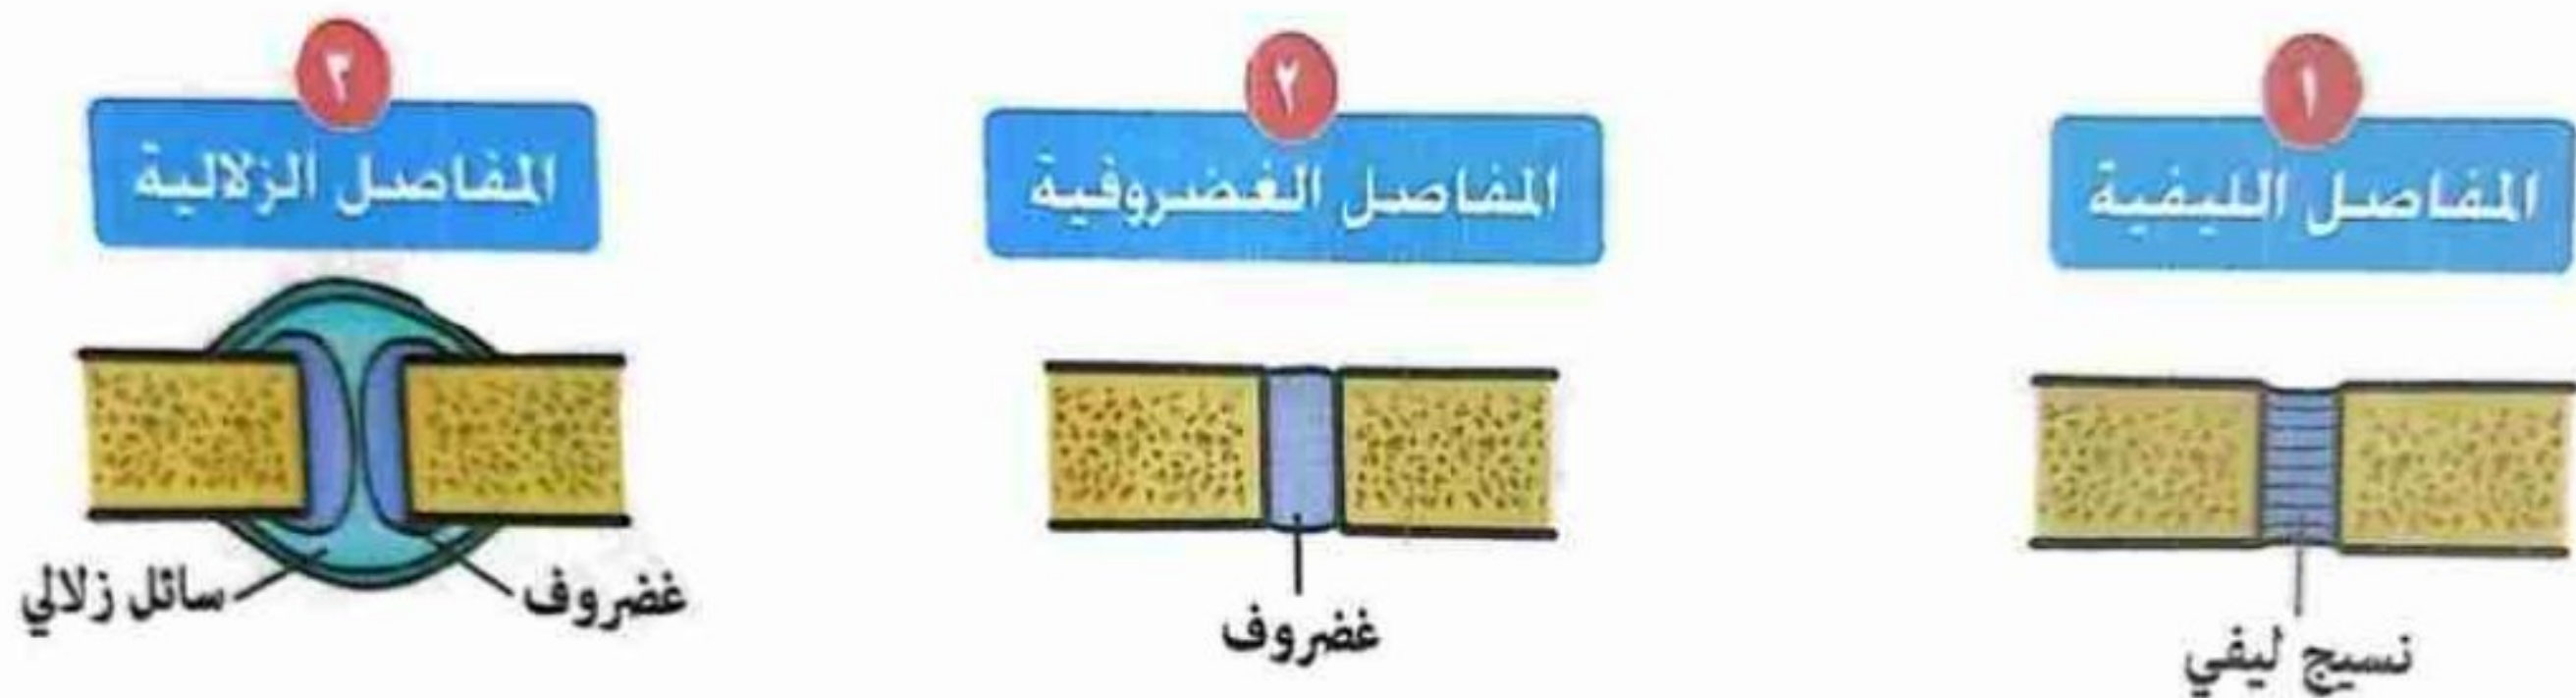 ١
المفاصل الليفية
نسيج ليفي
٢
المفاصل الغضروفية
غضروف
٣
المفاصل الزلالية
غضروف
سائل زلالي